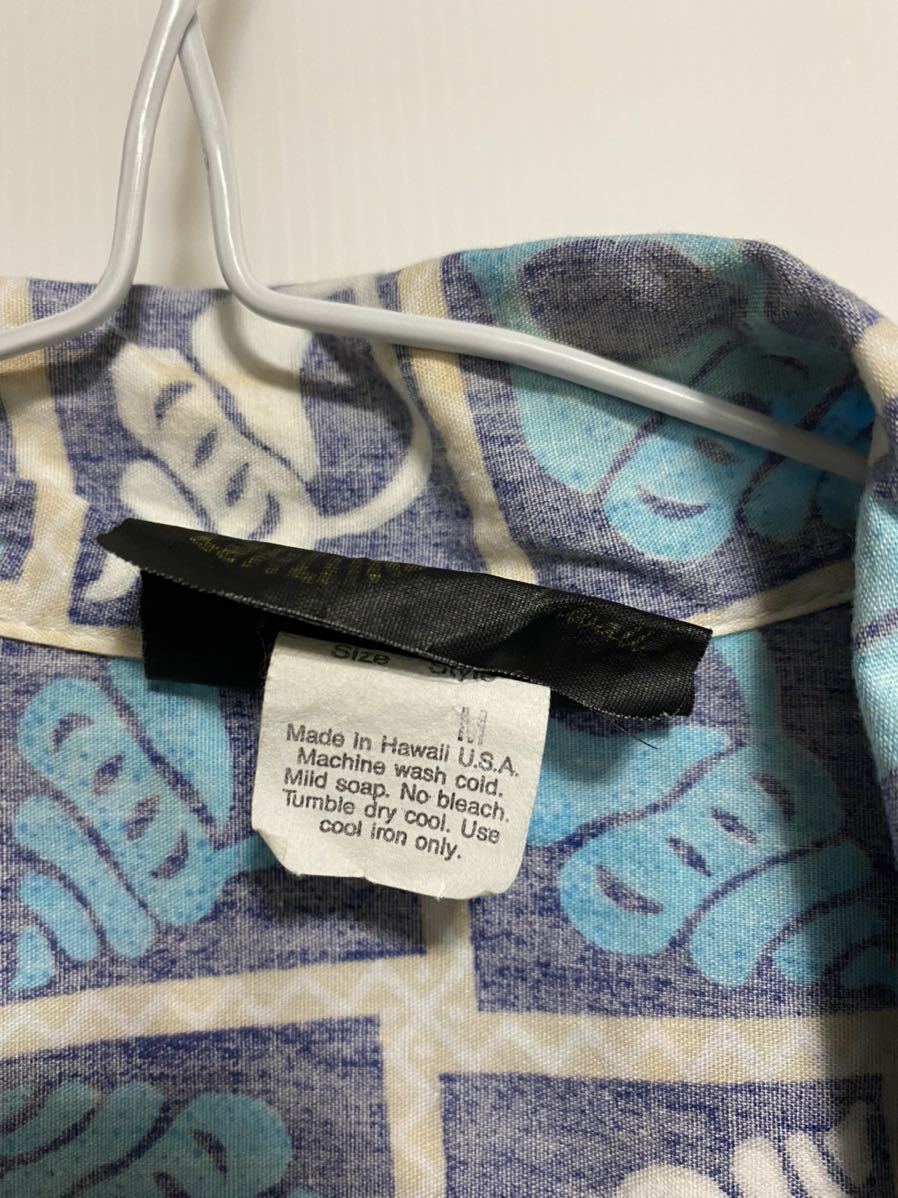 Size Style
M
Made in Hawaii U.S.A.
Machine wash cold.
Mild soap. No bleach.
Tumble dry cool. Use
cool iron only.